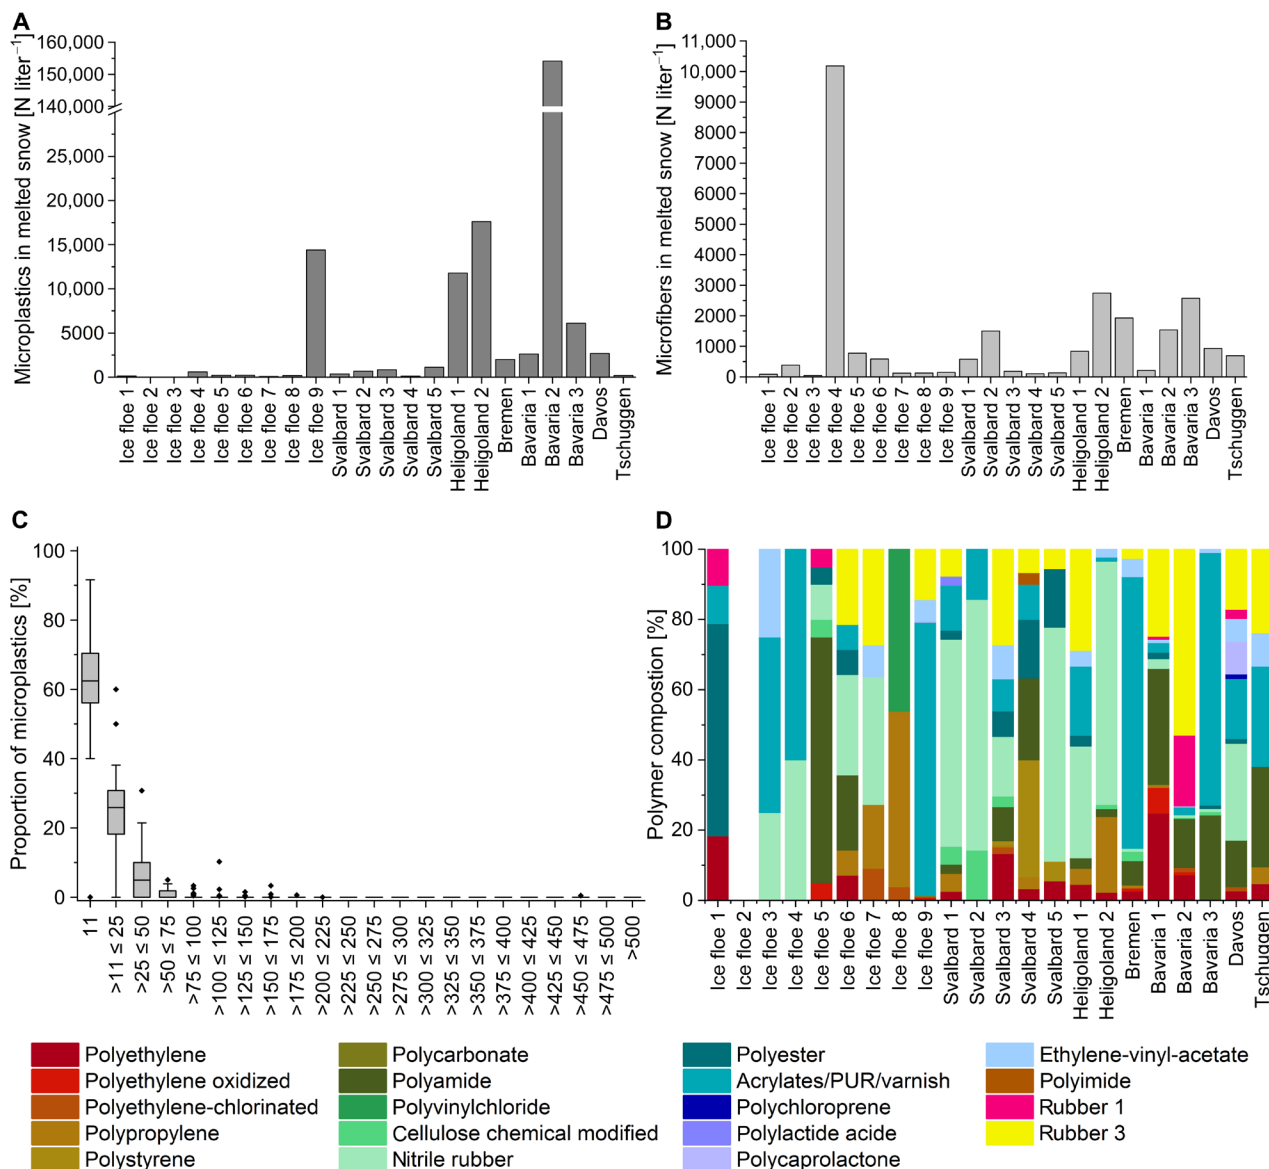 A
Microplastics in melted snow [N liter⁻¹]
160,000
150,000
140,000
25,000
20,000
15,000
10,000
5000
0
Ice floe 1
Ice floe 2
Ice floe 3
Ice floe 4
Ice floe 5
Ice floe 6
Ice floe 7
Ice floe 8
Ice floe 9
Svalbard 1
Svalbard 2
Svalbard 3
Svalbard 4
Svalbard 5
Heligoland 1
Heligoland 2
Bremen
Bavaria 1
Bavaria 2
Bavaria 3
Davos
Tschuggen
B
Microfibers in melted snow [N liter⁻¹]
11,000
10,000
9000
8000
7000
6000
5000
4000
3000
2000
1000
0
Ice floe 1
Ice floe 2
Ice floe 3
Ice floe 4
Ice floe 5
Ice floe 6
Ice floe 7
Ice floe 8
Ice floe 9
Svalbard 1
Svalbard 2
Svalbard 3
Svalbard 4
Svalbard 5
Heligoland 1
Heligoland 2
Bremen
Bavaria 1
Bavaria 2
Bavaria 3
Davos
Tschuggen
C
Proportion of microplastics [%]
100
80
60
40
20
0
11
>11 ≤ 25
>25 ≤ 50
>50 ≤ 75
>75 ≤ 100
>100 ≤ 125
>125 ≤ 150
>150 ≤ 175
>175 ≤ 200
>200 ≤ 225
>225 ≤ 250
>250 ≤ 275
>275 ≤ 300
>300 ≤ 325
>325 ≤ 350
>350 ≤ 375
>375 ≤ 400
>400 ≤ 425
>425 ≤ 450
>450 ≤ 475
>475 ≤ 500
>500
D
Polymer compostion [%]
100
80
60
40
20
0
Ice floe 1
Ice floe 2
Ice floe 3
Ice floe 4
Ice floe 5
Ice floe 6
Ice floe 7
Ice floe 8
Ice floe 9
Svalbard 1
Svalbard 2
Svalbard 3
Svalbard 4
Svalbard 5
Heligoland 1
Heligoland 2
Bremen
Bavaria 1
Bavaria 2
Bavaria 3
Davos
Tschuggen
Polyethylene
Polyethylene oxidized
Polyethylene-chlorinated
Polypropylene
Polystyrene
Polycarbonate
Polyamide
Polyvinylchloride
Cellulose chemical modified
Nitrile rubber
Polyester
Acrylates/PUR/varnish
Polychloroprene
Polylactide acide
Polycaprolactone
Ethylene-vinyl-acetate
Polyimide
Rubber 1
Rubber 3